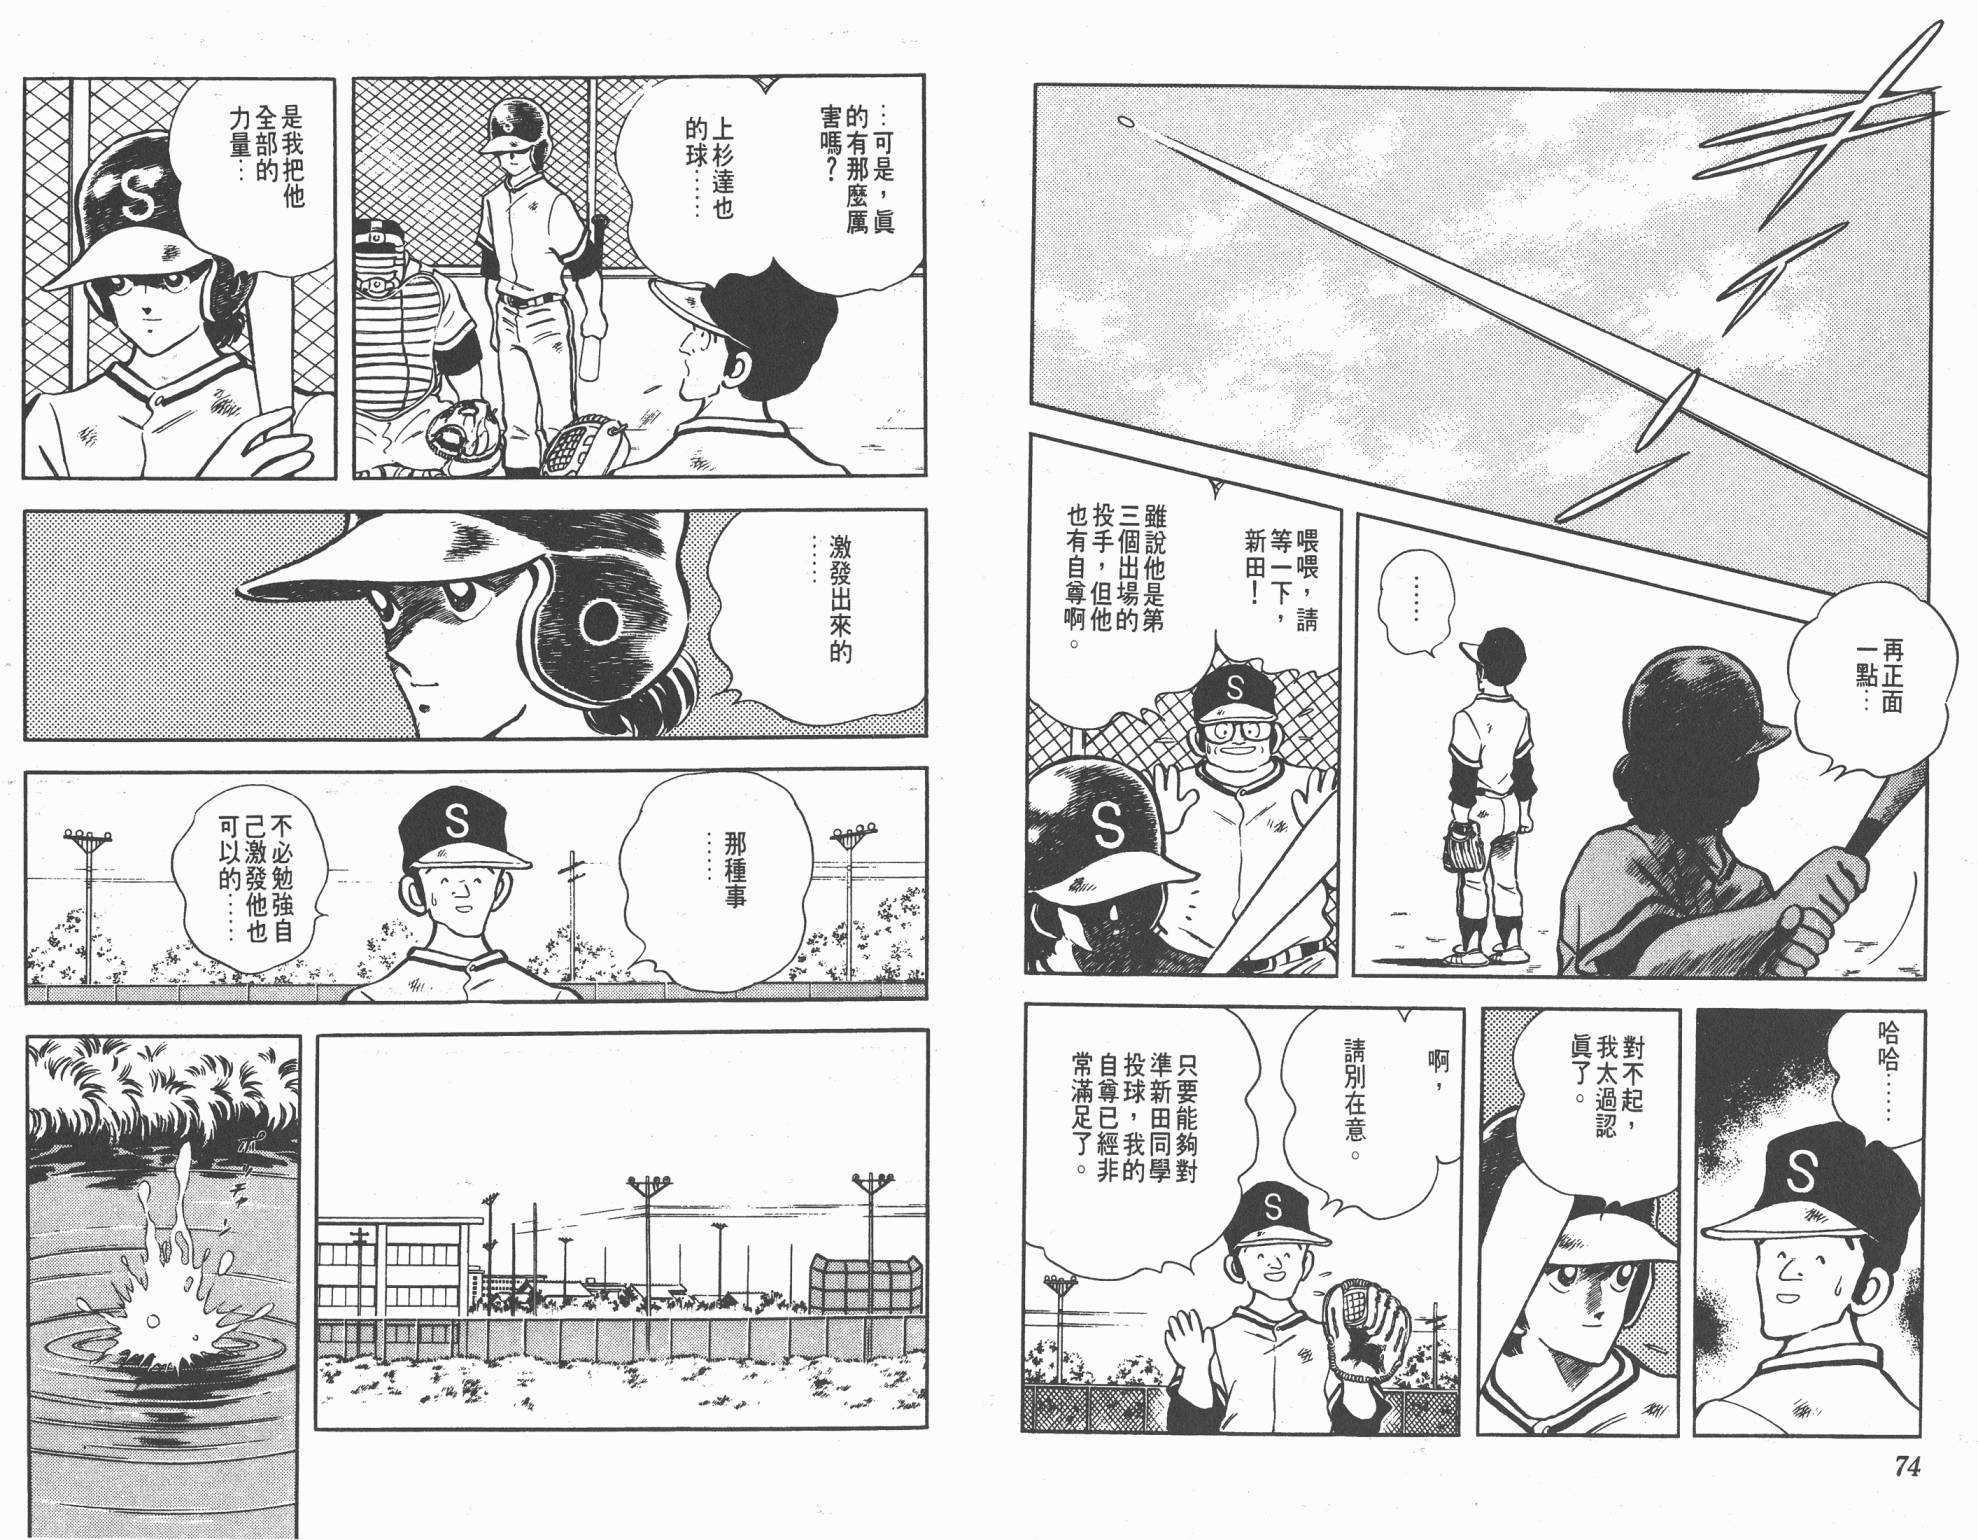 再正面
一點…
……
喂喂，請
等一下，
新田！
雖說他是第
三個出場的
投手，但他
也有自尊啊。
S
S
哈哈……
S
對不起，
我太過認
眞了。
啊，
請別在意。
只要能夠對
準新田同學
投球，我的
自尊已經非
常滿足了。
S
74
…可是，眞
的有那麼厲
害嗎？
上杉達也
的球……
S
是我把他
全部的
力量…
S
激發出來的
……
那種事
……
不必勉強自
己激發他也
可以的……
S
ポチャ